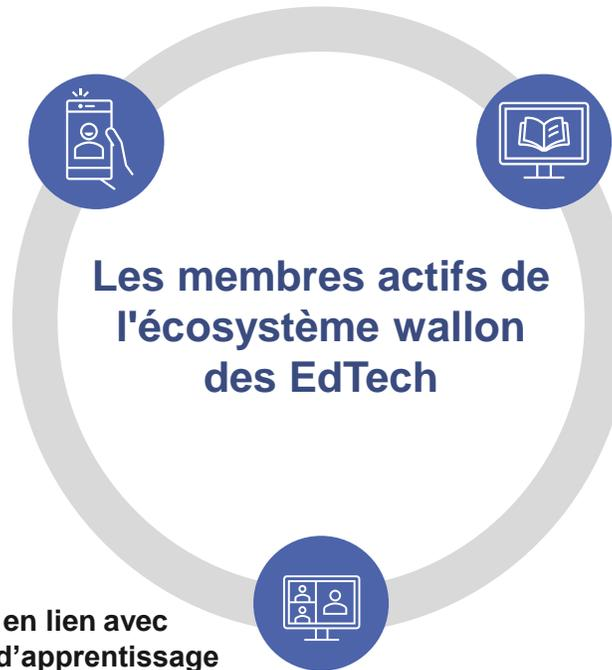 Les membres actifs de
l'écosystème wallon
des EdTech
en lien avec
d’apprentissage